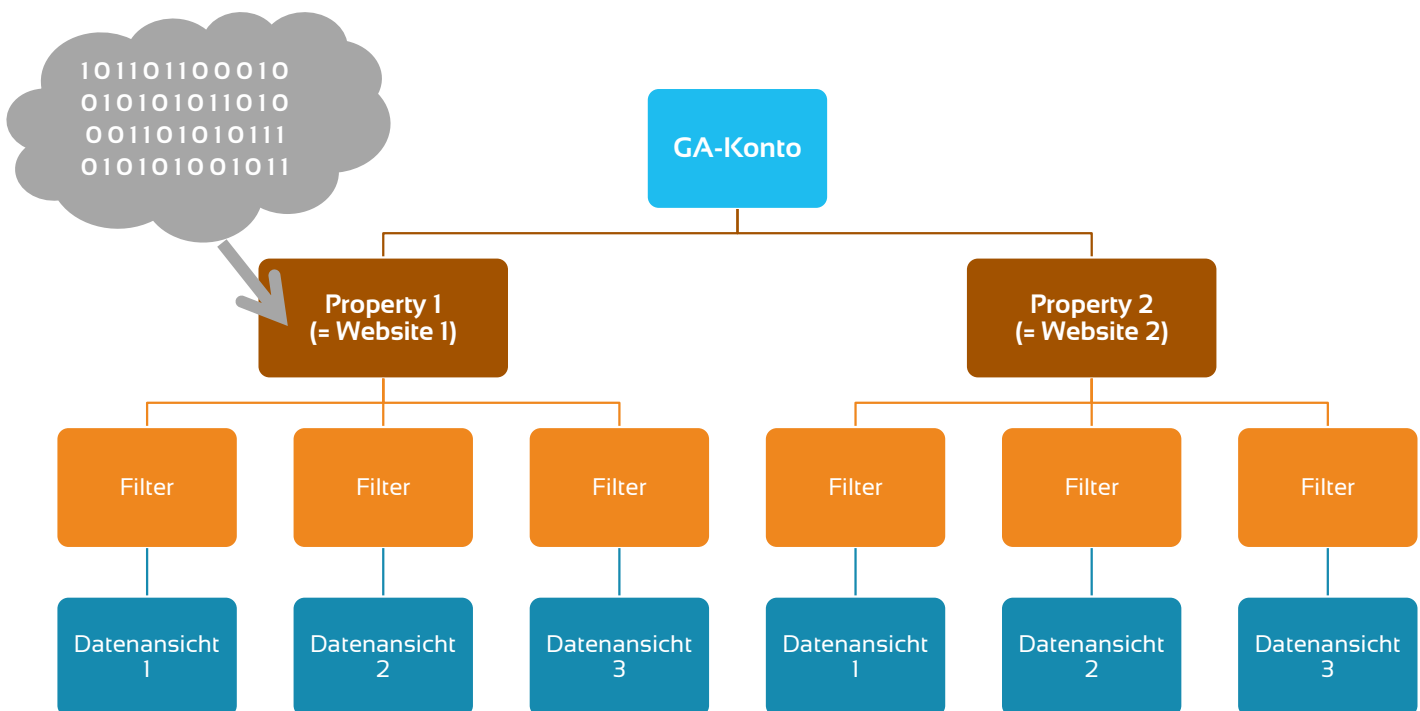 101101100010
010101011010
001101010111
010101001011
GA-Konto
Property 1
(= Website 1)
Property 2
(= Website 2)
Filter
Filter
Filter
Filter
Filter
Filter
Datenansicht
1
Datenansicht
2
Datenansicht
3
Datenansicht
1
Datenansicht
2
Datenansicht
3